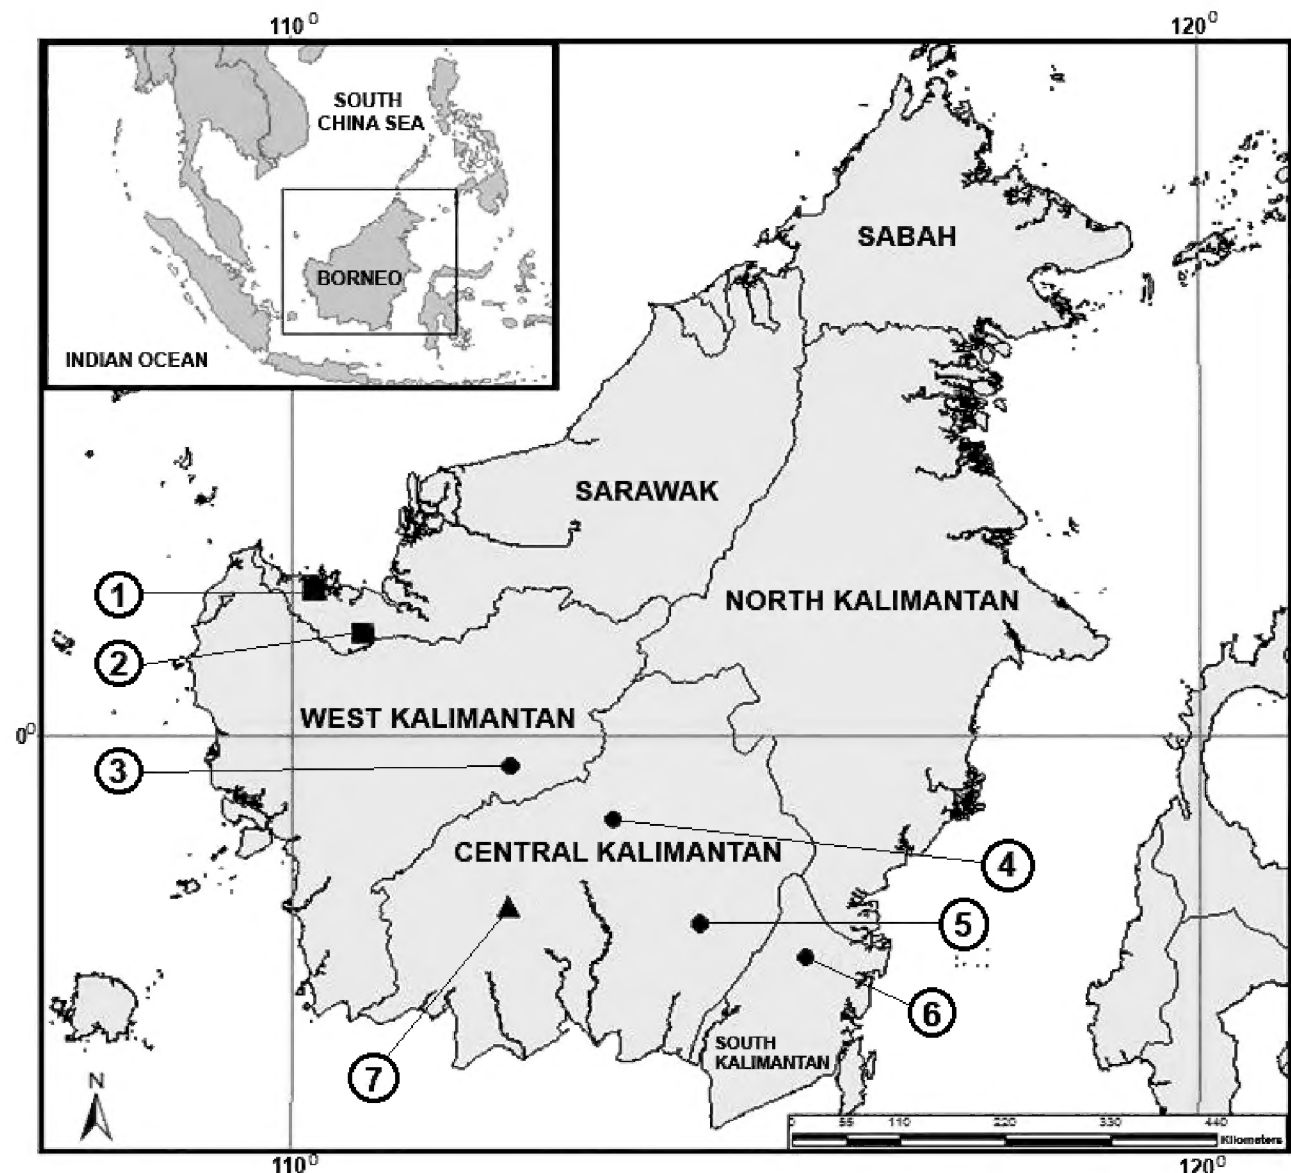 110⁰ 120⁰
SOUTH
CHINA SEA
BORNEO
INDIAN OCEAN
SABAH
SARAWAK
1
NORTH KALIMANTAN
2
WEST KALIMANTAN
0⁰
3
CENTRAL KALIMANTAN
4
5
6
SOUTH
KALIMANTAN
7
N
0 55 110 220 330 440
Kilometers
110⁰ 120⁰